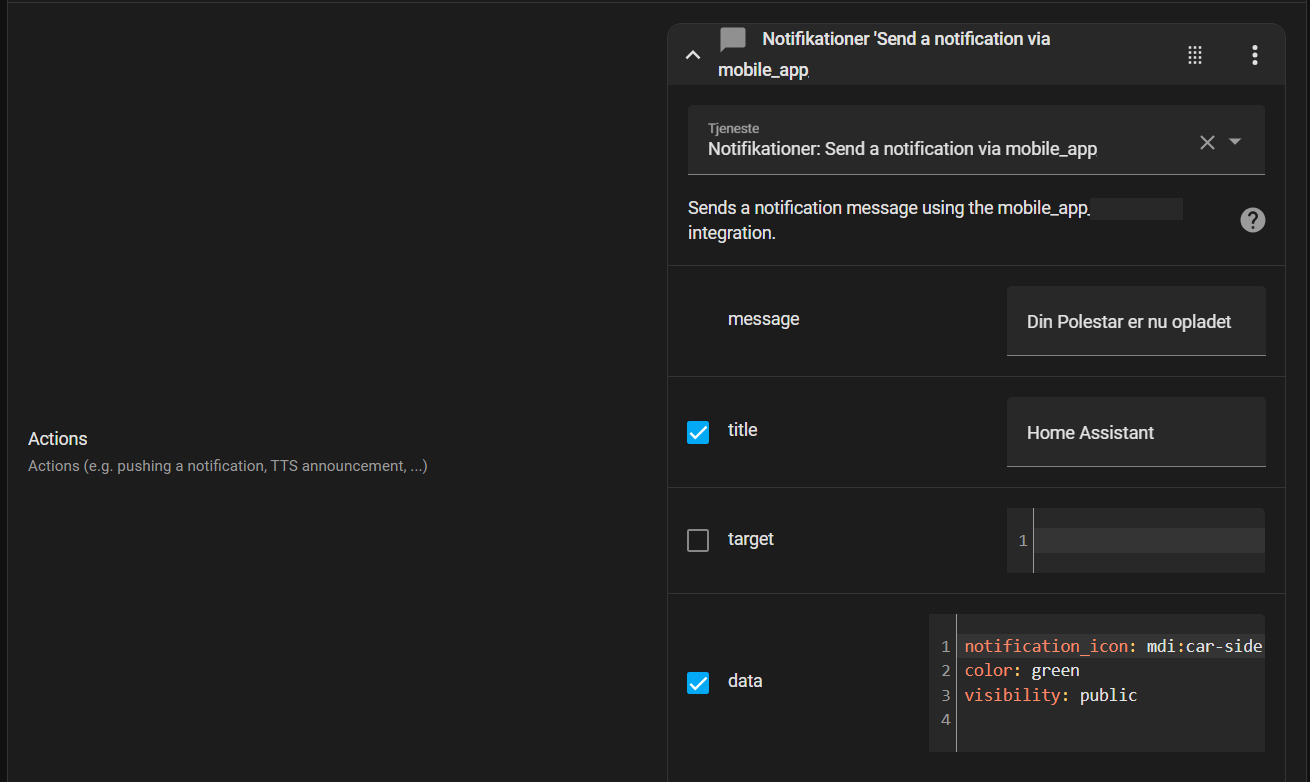 Notifikationer 'Send a notification via
mobile_app
Tjeneste
Notifikationer: Send a notification via mobile_app
Sends a notification message using the mobile_app_
integration.
?
message
Din Polestar er nu opladet
Actions
Actions (e.g. pushing a notification, TTS announcement, ...)
title
Home Assistant
target
1
data
1 notification_icon: mdi:car-side
2 color: green
3 visibility: public
4